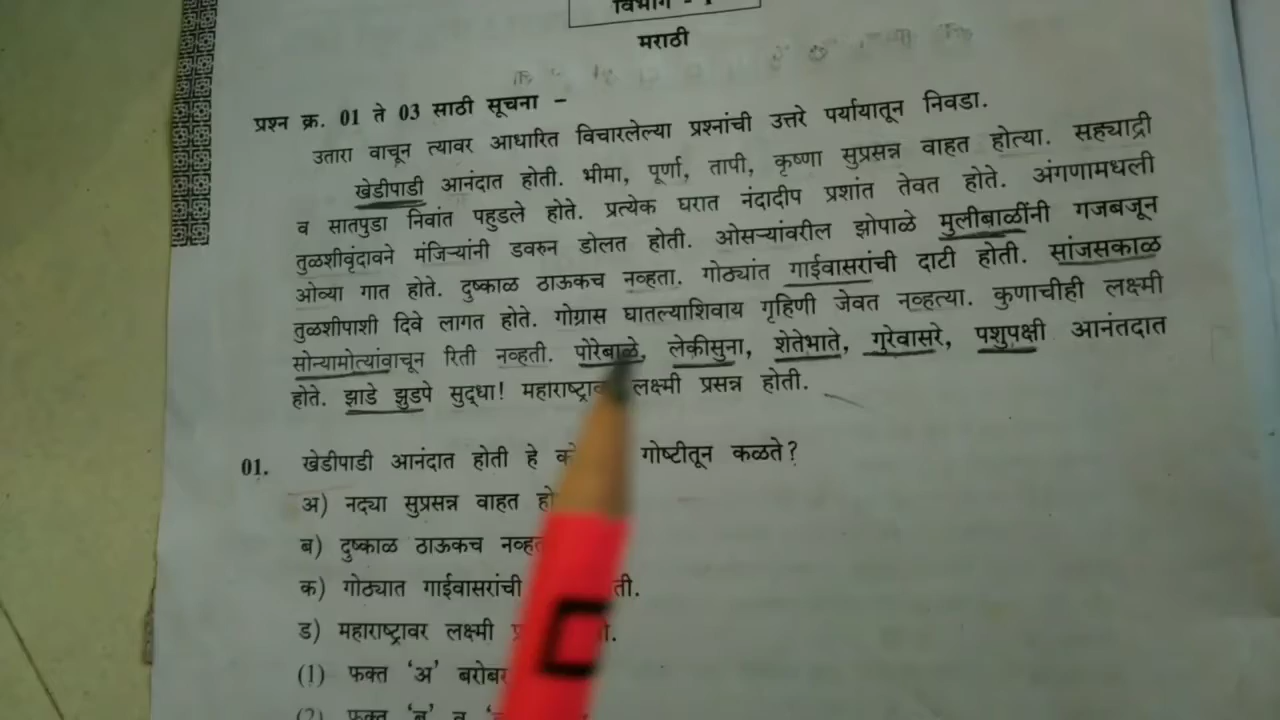 विभाग - I
मराठी
प्रश्न क्र. 01 ते 03 साठी सूचना -
उतारा वाचून त्यावर आधारित विचारलेल्या प्रश्नांची उत्तरे पर्यायातून निवडा.
खेडीपाडी आनंदात होती. भीमा, पूर्णा, तापी, कृष्णा सुप्रसन्न वाहत होत्या. सह्याद्री
व सातपुडा निवांत पहुडले होते. प्रत्येक घरात नंदादीप प्रशांत तेवत होते. अंगणामधली
तुळशीवृंदावने मंजिऱ्यांनी डवरुन डोलत होती. ओसऱ्यांवरील झोपाळे मुलीबाळींनी गजबजून
ओव्या गात होते. दुष्काळ ठाऊकच नव्हता. गोठ्यांत गाईवासरांची दाटी होती. सांजसकाळ
तुळशीपाशी दिवे लागत होते. गोग्रास घातल्याशिवाय गृहिणी जेवत नव्हत्या. कुणाचीही लक्ष्मी
सोन्यामोत्यांवाचून रिती नव्हती. पोरेबाळे, लेकीसुना, शेतेभाते, गुरेवासरे, पशुपक्षी आनंतदात
होते. झाडे झुडपे सुद्धा! लक्ष्मी प्रसन्न होती.
01. खेडीपाडी आनंदात होती हे गोष्टीतून कळते?
अ) नद्या सुप्रसन्न वाहत
ब) दुष्काळ ठाऊकच
क) गोठ्यात गाईवासरांची
ड) महाराष्ट्रावर लक्ष्मी
(1) फक्त 'अ' बरोबर
(2) फक्त 'ब' व